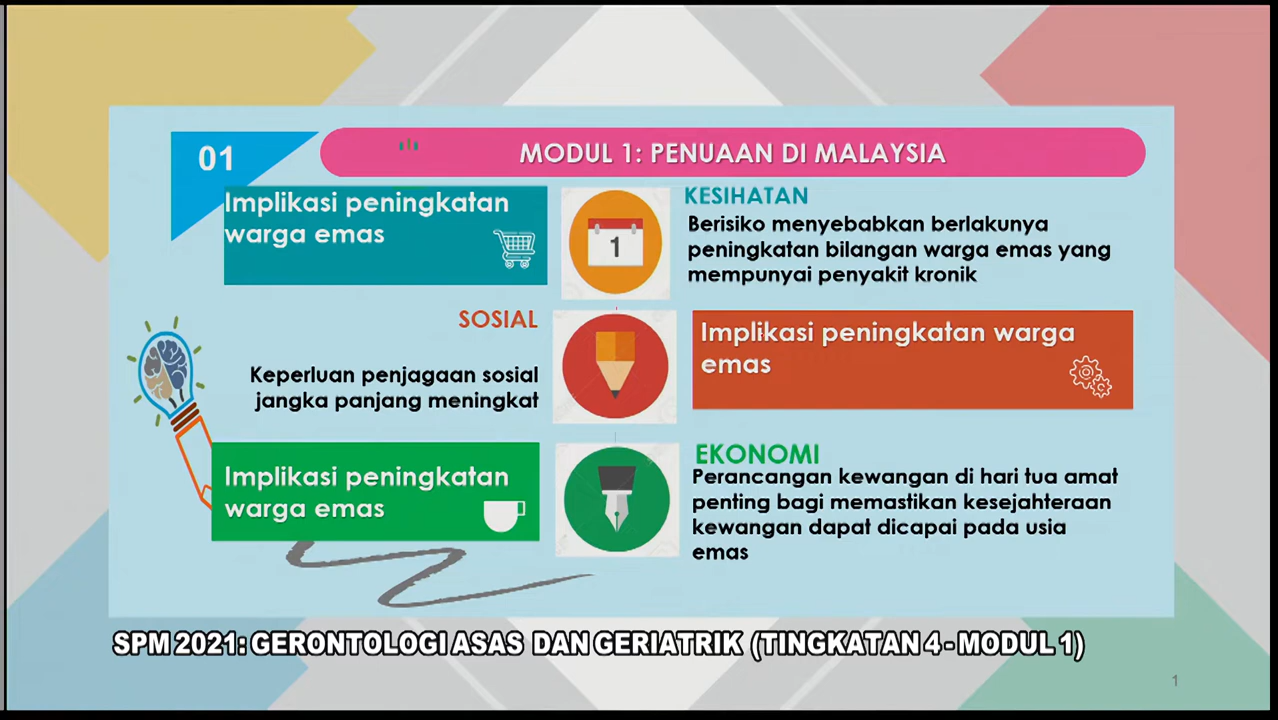 01
MODUL 1: PENUAAN DI MALAYSIA
Implikasi peningkatan
warga emas
1
KESIHATAN
Berisiko menyebabkan berlakunya
peningkatan bilangan warga emas yang
mempunyai penyakit kronik
SOSIAL
Keperluan penjagaan sosial
jangka panjang meningkat
Implikasi peningkatan warga
emas
Implikasi peningkatan
warga emas
EKONOMI
Perancangan kewangan di hari tua amat
penting bagi memastikan kesejahteraan
kewangan dapat dicapai pada usia
emas
SPM 2021: GERONTOLOGI ASAS DAN GERIATRIK (TINGKATAN 4 - MODUL 1)
1